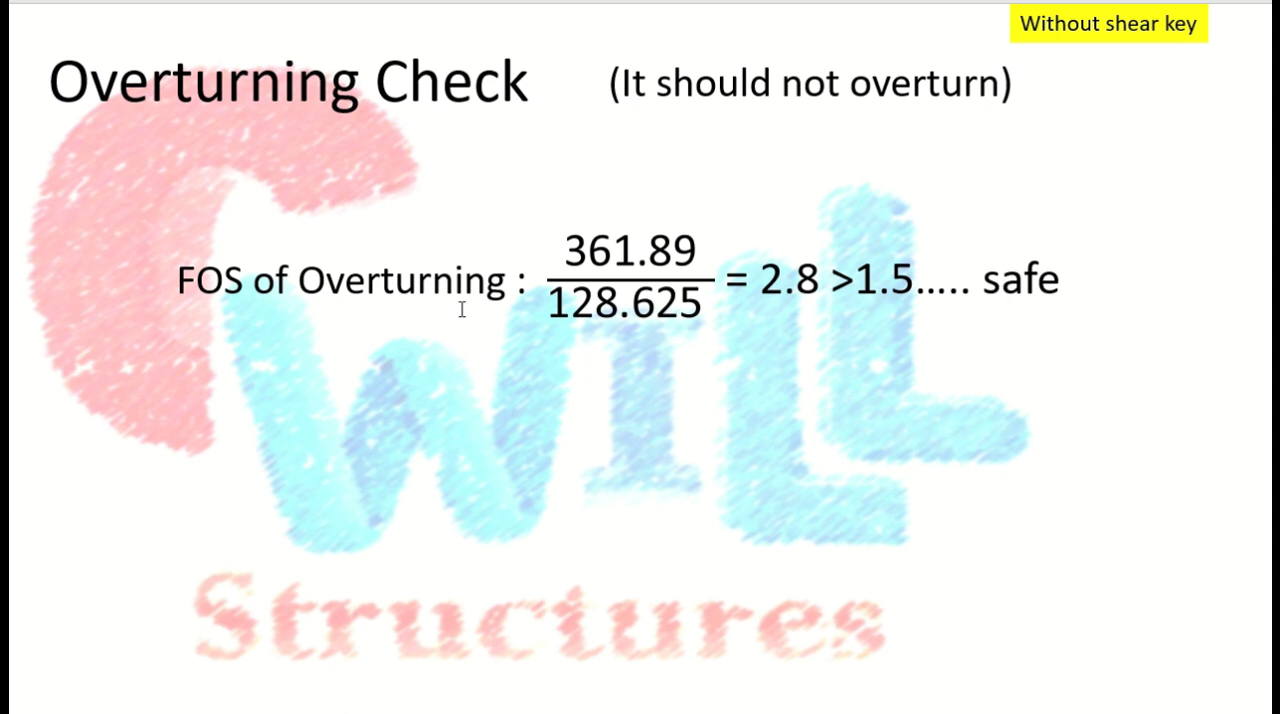 Without shear key
Overturning Check (It should not overturn)
FOS of Overturning : 361.89 / 128.625 = 2.8 >1.5..... safe
CWILL
Structures